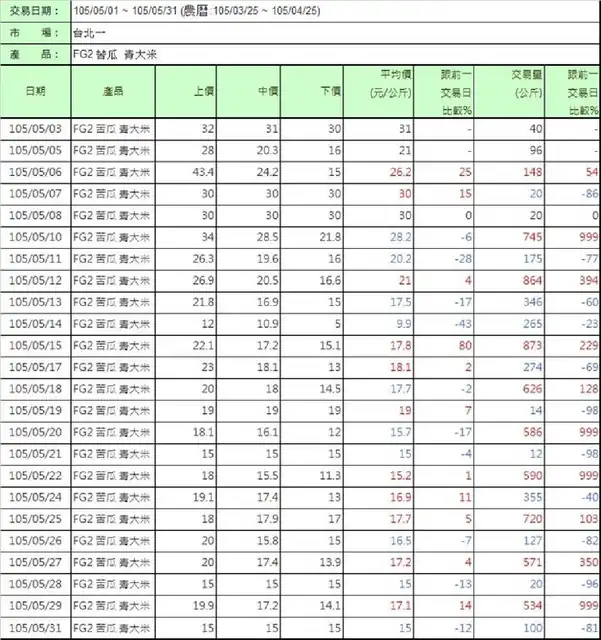 交易日期： 105/05/01 ~ 105/05/31 (農曆:105/03/25 ~ 105/04/25)
市 場： 台北一
產 品： FG2 苦瓜 青大米
日期 產品 上價 中價 下價 平均價(元/公斤) 跟前一交易日比較% 交易量(公斤) 跟前一交易日比較%
105/05/03 FG2 苦瓜 青大米 32 31 30 31 - 40 -
105/05/05 FG2 苦瓜 青大米 28 20.3 16 21 - 96 -
105/05/06 FG2 苦瓜 青大米 43.4 24.2 15 26.2 25 148 54
105/05/07 FG2 苦瓜 青大米 30 30 30 30 15 20 -86
105/05/08 FG2 苦瓜 青大米 30 30 30 30 0 20 0
105/05/10 FG2 苦瓜 青大米 34 28.5 21.8 28.2 -6 745 999
105/05/11 FG2 苦瓜 青大米 26.3 19.6 16 20.2 -28 175 -77
105/05/12 FG2 苦瓜 青大米 26.9 20.5 16.6 21 4 864 394
105/05/13 FG2 苦瓜 青大米 21.8 16.9 15 17.5 -17 346 -60
105/05/14 FG2 苦瓜 青大米 12 10.9 5 9.9 -43 265 -23
105/05/15 FG2 苦瓜 青大米 22.1 17.2 15.1 17.8 80 873 229
105/05/17 FG2 苦瓜 青大米 23 18.1 13 18.1 2 274 -69
105/05/18 FG2 苦瓜 青大米 20 18 14.5 17.7 -2 626 128
105/05/19 FG2 苦瓜 青大米 19 19 19 19 7 14 -98
105/05/20 FG2 苦瓜 青大米 18.1 16.1 12 15.7 -17 586 999
105/05/21 FG2 苦瓜 青大米 15 15 15 15 -4 12 -98
105/05/22 FG2 苦瓜 青大米 18 15.5 11.3 15.2 1 590 999
105/05/24 FG2 苦瓜 青大米 19.1 17.4 13 16.9 11 355 -40
105/05/25 FG2 苦瓜 青大米 18 17.9 17 17.7 5 720 103
105/05/26 FG2 苦瓜 青大米 20 15.8 15 16.5 -7 127 -82
105/05/27 FG2 苦瓜 青大米 20 17.4 13.9 17.2 4 571 350
105/05/28 FG2 苦瓜 青大米 15 15 15 15 -13 20 -96
105/05/29 FG2 苦瓜 青大米 19.9 17.2 14.1 17.1 14 534 999
105/05/31 FG2 苦瓜 青大米 15 15 15 15 -12 100 -81